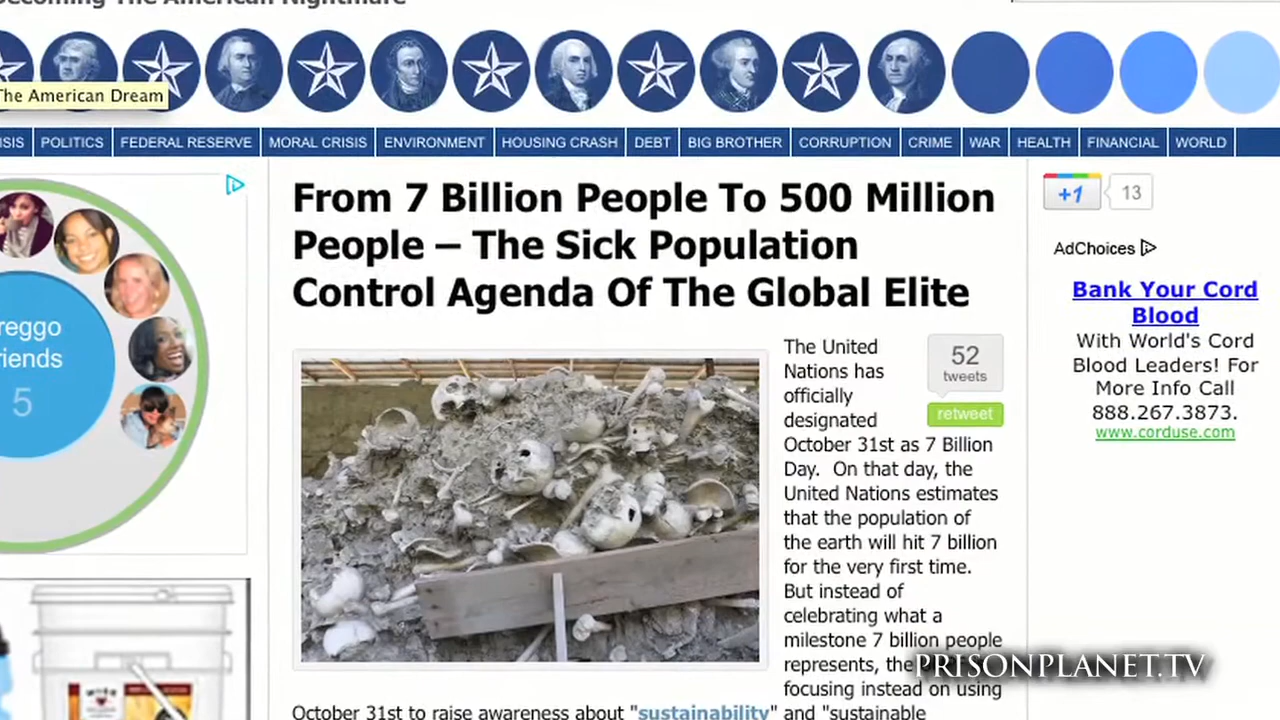 Becoming The American Nightmare
The American Dream
POLITICS
FEDERAL RESERVE
MORAL CRISIS
ENVIRONMENT
HOUSING CRASH
DEBT
BIG BROTHER
CORRUPTION
CRIME
WAR
HEALTH
FINANCIAL
WORLD
reggo
riends
5
From 7 Billion People To 500 Million
People – The Sick Population
Control Agenda Of The Global Elite
The United
Nations has
officially
designated
October 31st as 7 Billion
Day. On that day, the
United Nations estimates
that the population of
the earth will hit 7 billion
for the very first time.
But instead of
celebrating what a
milestone 7 billion people
represents, the
focusing instead on using
October 31st to raise awareness about "sustainability" and "sustainable
52
tweets
retweet
+1
13
AdChoices
Bank Your Cord
Blood
With World's Cord
Blood Leaders! For
More Info Call
888.267.3873.
www.corduse.com
PRISONPLANET.TV